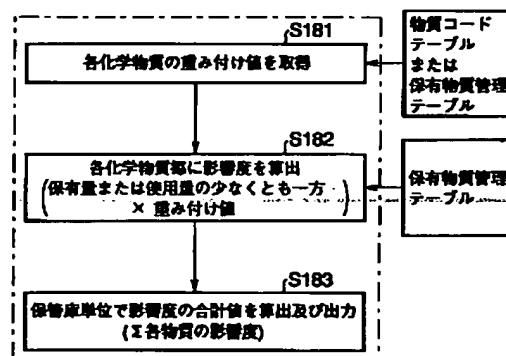 S181
各化学物質の重み付け値を取得
物質コード
テーブル
または
保有物質管理
テーブル
S182
各化学物質毎に影響度を算出
(保有量または使用量の少なくとも一方
× 重み付け値)
保有物質管理
テーブル
S183
保管庫単位で影響度の合計値を算出及び出力
(Σ各物質の影響度)